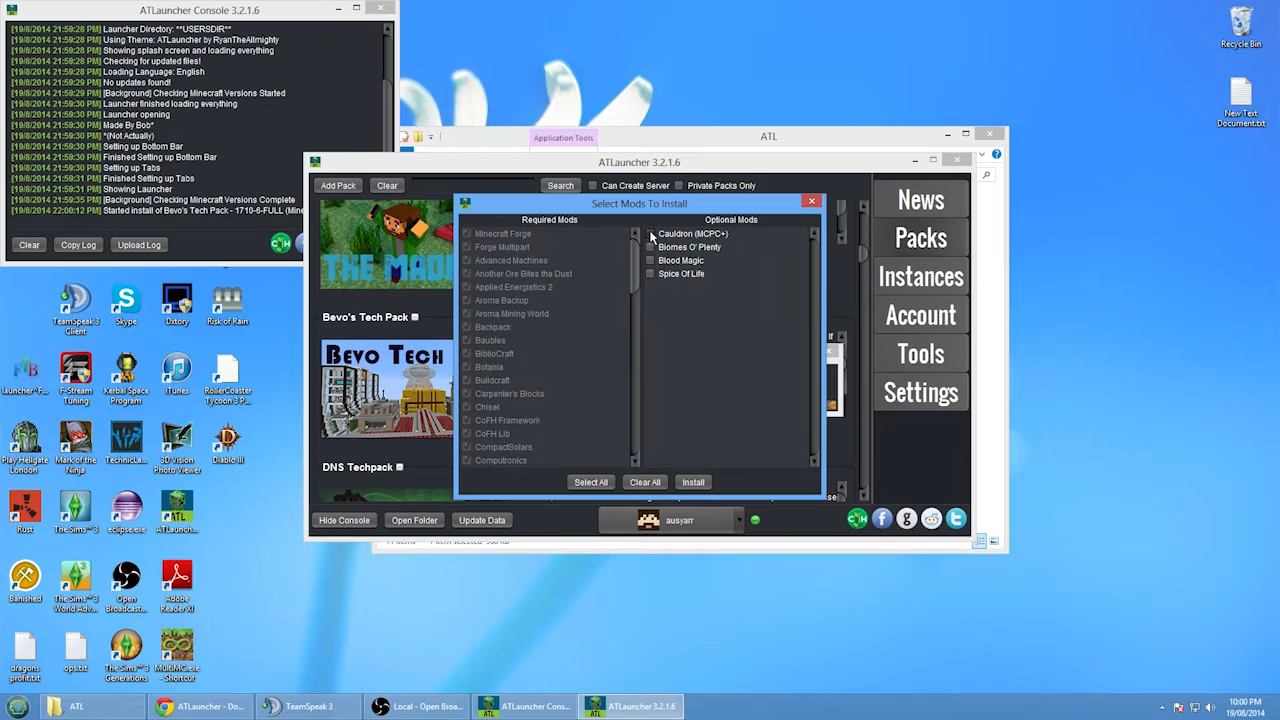 ATLauncher Console 3.2.1.6
[19/8/2014 21:59:28 PM] Launcher Directory: **USERSDIR**
[19/8/2014 21:59:28 PM] Using Theme: ATLauncher by RyanTheAllmighty
[19/8/2014 21:59:28 PM] Showing splash screen and loading everything
[19/8/2014 21:59:28 PM] Checking for updated files!
[19/8/2014 21:59:28 PM] Loading Language: English
[19/8/2014 21:59:29 PM] No updates found!
[19/8/2014 21:59:29 PM] [Background] Checking Minecraft Versions Started
[19/8/2014 21:59:30 PM] Launcher finished loading everything
[19/8/2014 21:59:30 PM] Launcher opening
[19/8/2014 21:59:30 PM] Made By Bob*
[19/8/2014 21:59:30 PM] *(Not Actually)
[19/8/2014 21:59:30 PM] Setting up Bottom Bar
[19/8/2014 21:59:30 PM] Finished Setting up Bottom Bar
[19/8/2014 21:59:30 PM] Setting up Tabs
[19/8/2014 21:59:31 PM] Finished Setting up Tabs
[19/8/2014 21:59:31 PM] Showing Launcher
[19/8/2014 21:59:35 PM] [Background] Checking Minecraft Versions Complete
[19/8/2014 22:00:12 PM] Started install of Bevo's Tech Pack - 1710-6-FULL (Mine
Clear
Copy Log
Upload Log
Recycle Bin
New Text
Document.txt
Application Tools
ATL
ATLauncher 3.2.1.6
Add Pack
Clear
Search
Can Create Server
Private Packs Only
THE MAD
Bevo's Tech Pack
BEVO TECH
DNS Techpack
News
Packs
Instances
Account
Tools
Settings
Select Mods To Install
Required Mods
Optional Mods
Minecraft Forge
Forge Multipart
Advanced Machines
Another Ore Bites the Dust
Applied Energistics 2
Aroma Backup
Aroma Mining World
Backpack
Baubles
BiblioCraft
Botania
Buildcraft
Carpenter's Blocks
Chisel
CoFH Framework
CoFH Lib
CompactSolars
Computronics
Cauldron (MCPC+)
Biomes O' Plenty
Blood Magic
Spice Of Life
Select All
Clear All
Install
Hide Console
Open Folder
Update Data
ausyarr
TeamSpeak 3
Client
Skype
Dxtory
Risk of Rain
launcher^F...
F-Stream
Tuning
Kerbal Space
Program
iTunes
RollerCoaster
Tycoon 3 P...
Play Hellgate
London
Mark of the
Ninja
TechnicLa...
3D Vision
Photo Viewer
Diablo III
Rust
The Sims™ 3
eclipse.exe
ATLaunch...
Banished
The Sims™ 3
World Adv...
Open
Broadcast...
Adobe
Reader XI
dragons
profit.txt
ops.txt
The Sims™ 3
Generations
MultiMC.exe
- Shortcut
ATL
ATLauncher - Do...
TeamSpeak 3
Local - Open Broa...
ATLauncher Cons...
ATLauncher 3.2.1.6
10:00 PM
19/08/2014